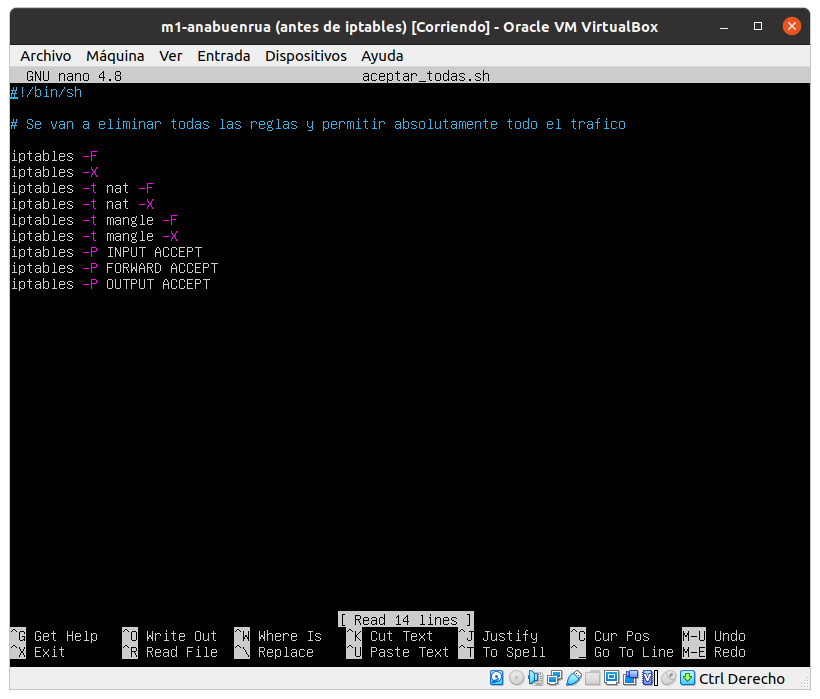 m1-anabuenrua (antes de iptables) [Corriendo] - Oracle VM VirtualBox
Archivo Máquina Ver Entrada Dispositivos Ayuda
GNU nano 4.8 aceptar_todas.sh
#!/bin/sh
# Se van a eliminar todas las reglas y permitir absolutamente todo el trafico
iptables -F
iptables -X
iptables -t nat -F
iptables -t nat -X
iptables -t mangle -F
iptables -t mangle -X
iptables -P INPUT ACCEPT
iptables -P FORWARD ACCEPT
iptables -P OUTPUT ACCEPT
[ Read 14 lines ]
^G Get Help ^O Write Out ^W Where Is ^K Cut Text ^J Justify ^C Cur Pos M-U Undo
^X Exit ^R Read File ^\ Replace ^U Paste Text ^T To Spell ^_ Go To Line M-E Redo
Ctrl Derecho